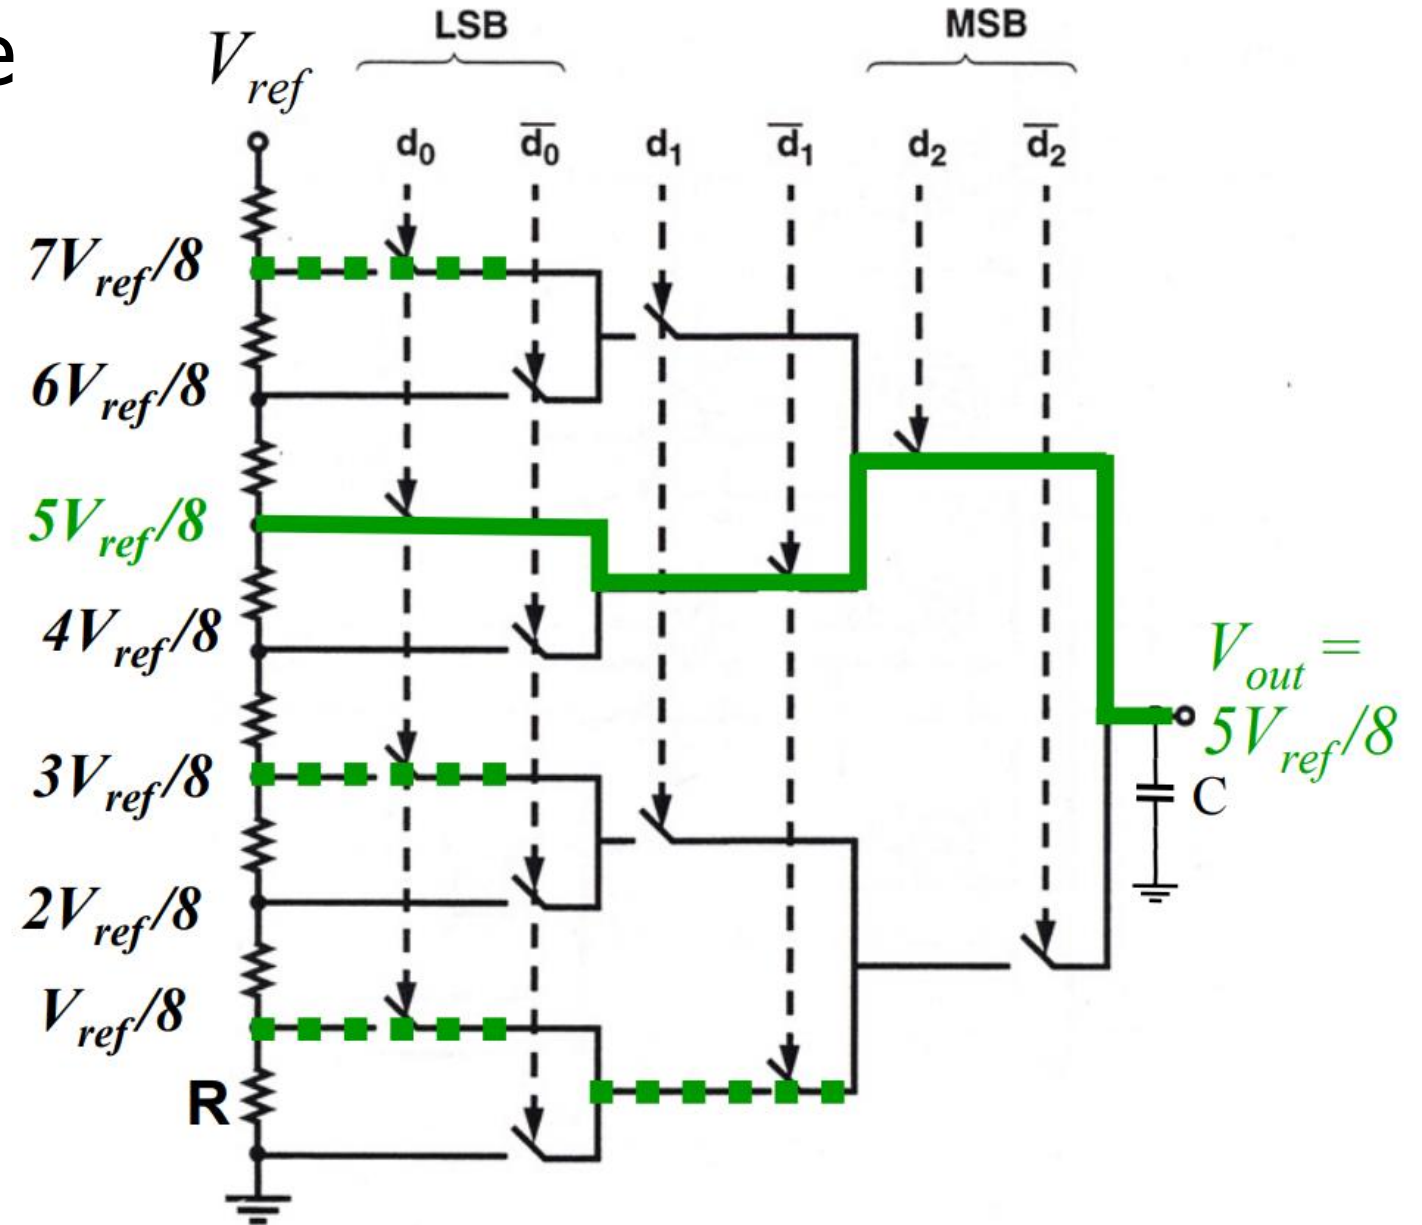 e
LSB
MSB
V_ref
d₀
d̅₀
d₁
d̅₁
d₂
d̅₂
7V_ref/8
6V_ref/8
5V_ref/8
4V_ref/8
V_out =
5V_ref/8
3V_ref/8
C
2V_ref/8
V_ref/8
R